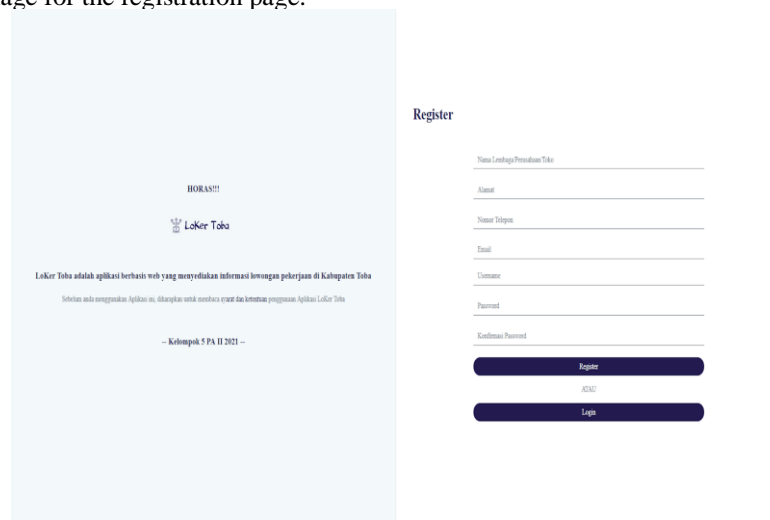 age for the registration page.
HORAS!!!
LoKer Toba
LoKer Toba adalah aplikasi berbasis web yang menyediakan informasi lowongan pekerjaan di Kabupaten Toba
Sebelum anda menggunakan Aplikasi ini, diharapkan untuk membaca syarat dan ketentuan penggunaan Aplikasi LoKer Toba
-- Kelompok 5 PA II 2021 --
Register
Nama Lembaga/Perusahaan/Toko
Alamat
Nomor Telepon
Email
Username
Password
Konfirmasi Password
Register
ATAU
Login